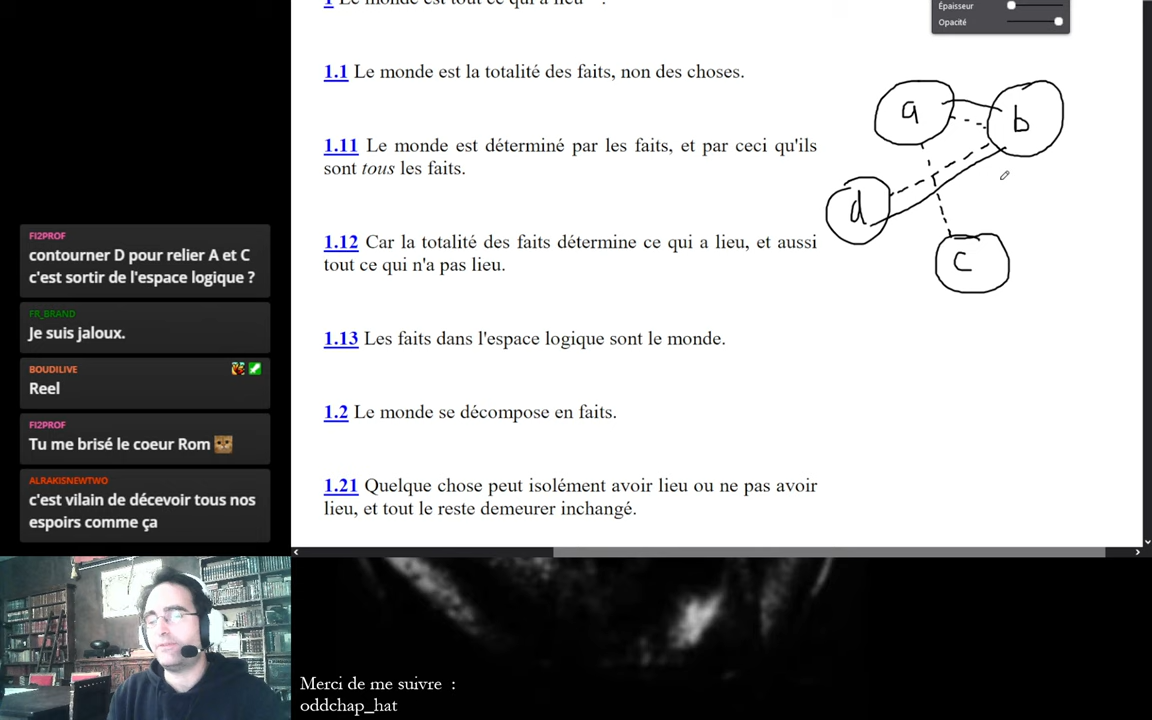 1 Le monde est tout ce qui a lieu
Épaisseur
Opacité
1.1 Le monde est la totalité des faits, non des choses.
1.11 Le monde est déterminé par les faits, et par ceci qu'ils
sont tous les faits.
1.12 Car la totalité des faits détermine ce qui a lieu, et aussi
tout ce qui n'a pas lieu.
1.13 Les faits dans l'espace logique sont le monde.
1.2 Le monde se décompose en faits.
1.21 Quelque chose peut isolément avoir lieu ou ne pas avoir
lieu, et tout le reste demeurer inchangé.
a
b
d
c
FI2PROF
contourner D pour relier A et C
c'est sortir de l'espace logique ?
FR_BRAND
Je suis jaloux.
BOUDILIVE
Reel
FI2PROF
Tu me brisé le coeur Rom
ALRAKISNEWTWO
c'est vilain de décevoir tous nos
espoirs comme ça
Merci de me suivre :
oddchap_hat